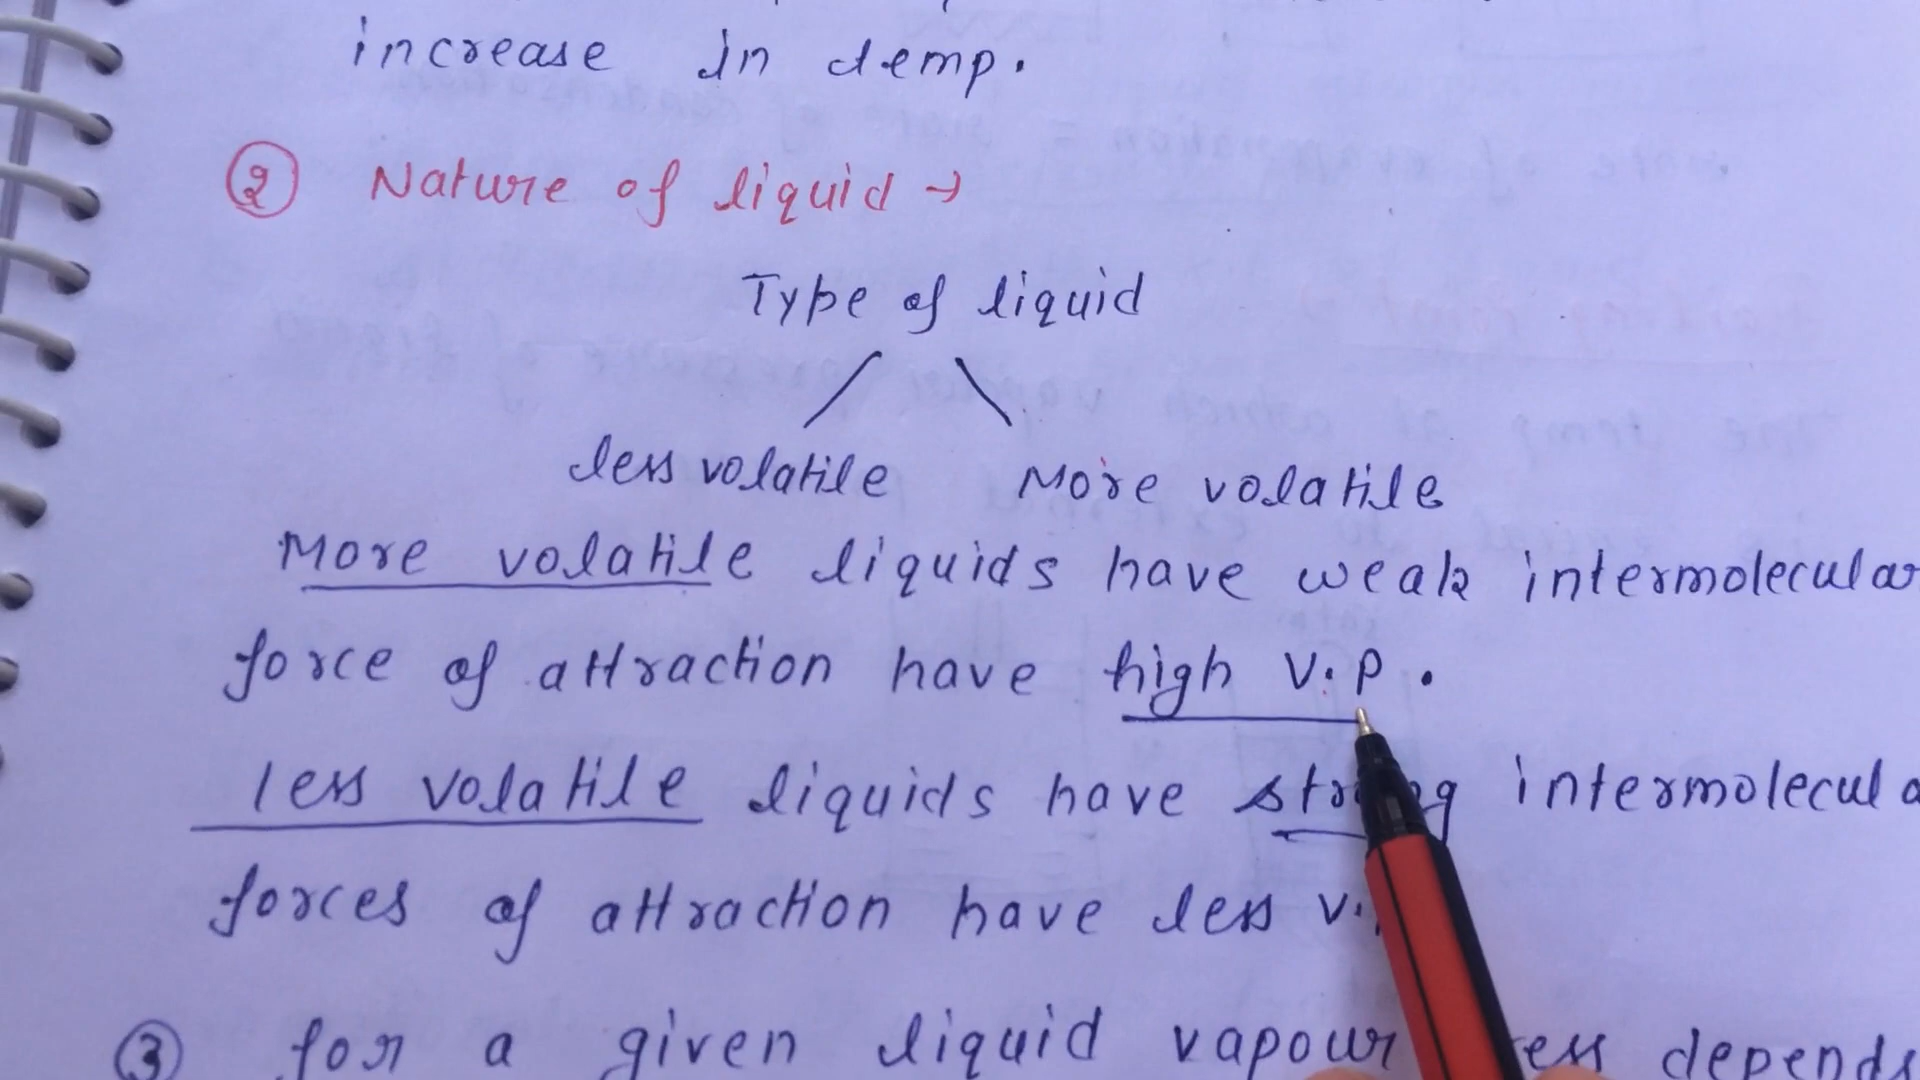 increase in temp.
② Nature of liquid →
Type of liquid
less volatile More volatile
More volatile liquids have weak intermolecular
force of attraction have high V.P.
less volatile liquids have strong intermolecula
forces of attraction have less V.
③ for a given liquid vapour depends